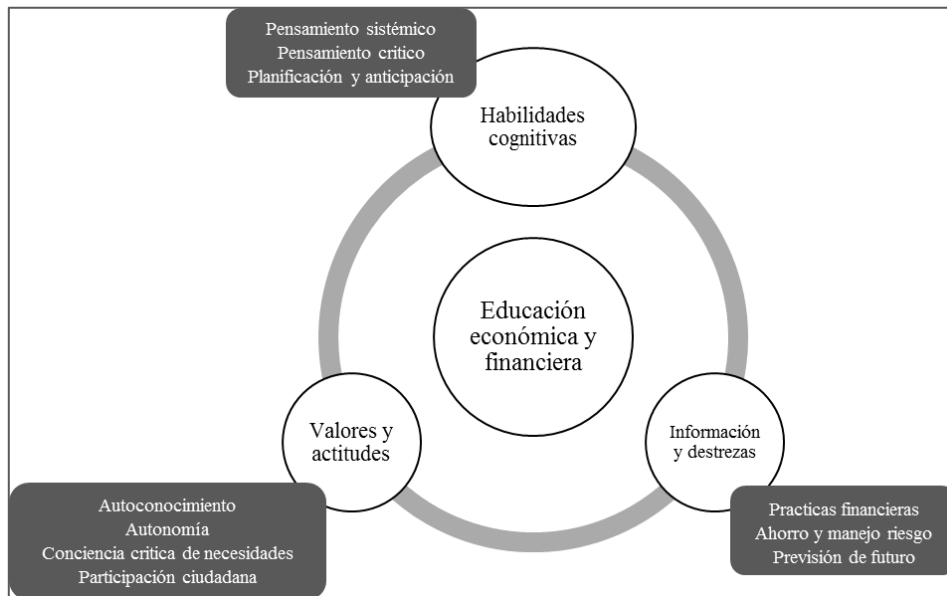 Pensamiento sistémico
Pensamiento critico
Planificación y anticipación
Habilidades
cognitivas
Educación
económica y
financiera
Valores y
actitudes
Información
y destrezas
Autoconocimiento
Autonomía
Conciencia critica de necesidades
Participación ciudadana
Practicas financieras
Ahorro y manejo riesgo
Previsión de futuro